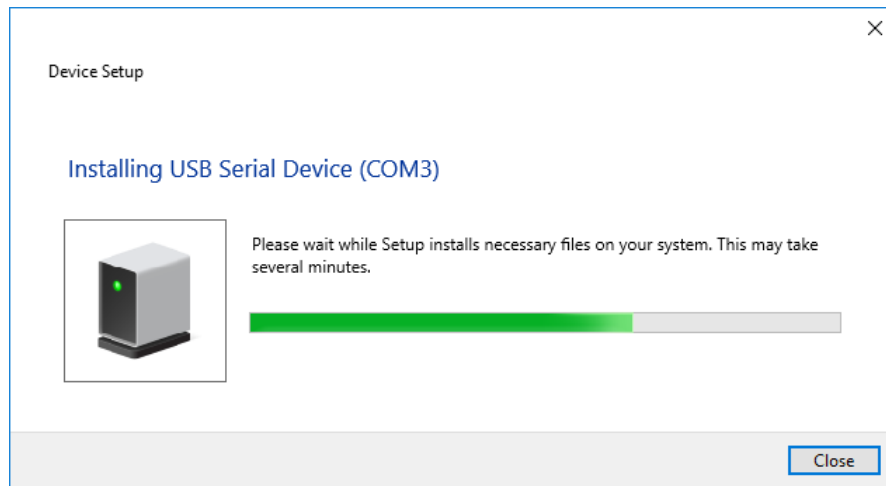 Device Setup
Installing USB Serial Device (COM3)
Please wait while Setup installs necessary files on your system. This may take
several minutes.
Close